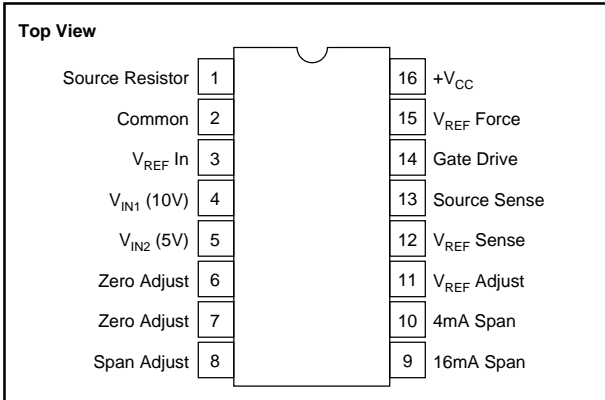 Top View
Source Resistor 1 16 +VCC
Common 2 15 VREF Force
VREF In 3 14 Gate Drive
VIN1 (10V) 4 13 Source Sense
VIN2 (5V) 5 12 VREF Sense
Zero Adjust 6 11 VREF Adjust
Zero Adjust 7 10 4mA Span
Span Adjust 8 9 16mA Span